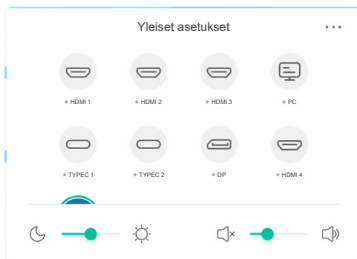 Yleiset asetukset
HDMI 1
HDMI 2
HDMI 3
PC
TYPEC 1
TYPEC 2
DP
HDMI 4